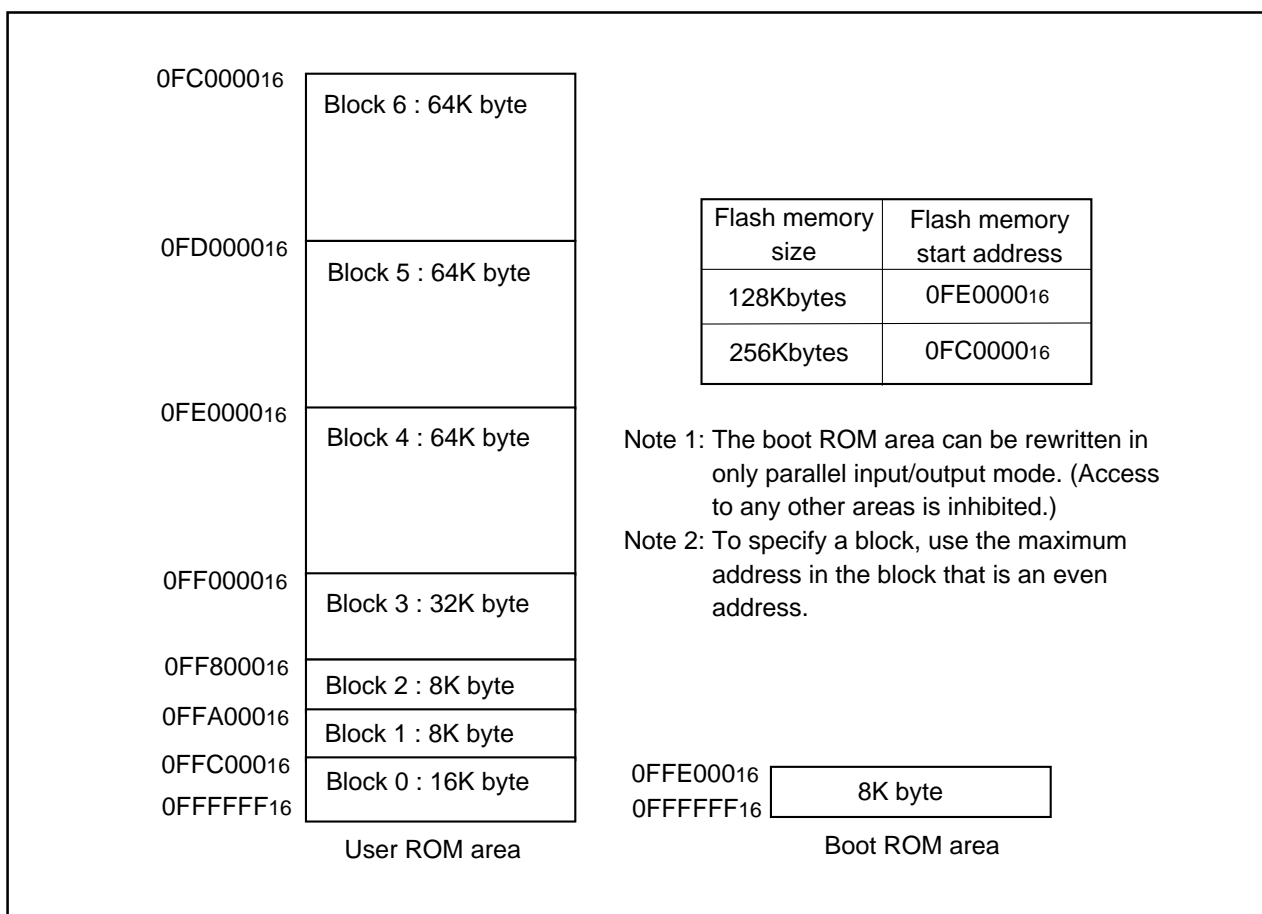 0FC000016
Block 6 : 64K byte
0FD000016
Block 5 : 64K byte
0FE000016
Block 4 : 64K byte
0FF000016
Block 3 : 32K byte
0FF800016
Block 2 : 8K byte
0FFA00016
Block 1 : 8K byte
0FFC00016
Block 0 : 16K byte
0FFFFFF16
User ROM area
Flash memory size
Flash memory start address
128Kbytes
0FE000016
256Kbytes
0FC000016
Note 1: The boot ROM area can be rewritten in
only parallel input/output mode. (Access
to any other areas is inhibited.)
Note 2: To specify a block, use the maximum
address in the block that is an even
address.
0FFE00016
8K byte
0FFFFFF16
Boot ROM area